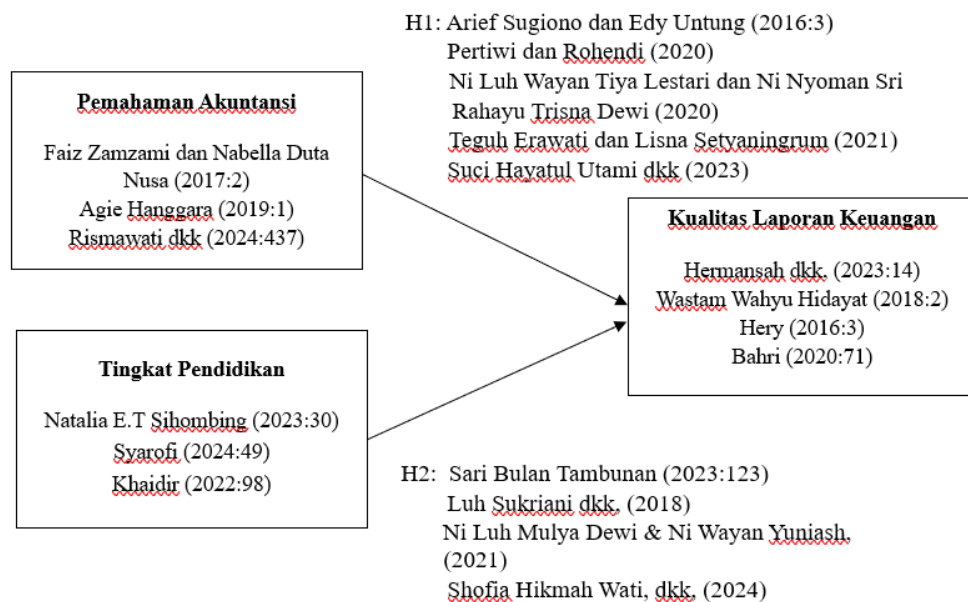 H1: Arief Sugiono dan Edy Untung (2016:3)
Pertiwi dan Rohendi (2020)
Ni Luh Wayan Tiya Lestari dan Ni Nyoman Sri
Rahayu Trisna Dewi (2020)
Teguh Erawati dan Lisna Setyaningrum (2021)
Suci Hayatul Utami dkk (2023)
Pemahaman Akuntansi
Faiz Zamzami dan Nabella Duta
Nusa (2017:2)
Agie Hanggara (2019:1)
Rismawati dkk (2024:437)
Kualitas Laporan Keuangan
Hermansah dkk, (2023:14)
Wastam Wahyu Hidayat (2018:2)
Hery (2016:3)
Bahri (2020:71)
Tingkat Pendidikan
Natalia E.T Sihombing (2023:30)
Syarofi (2024:49)
Khaidir (2022:98)
H2: Sari Bulan Tambunan (2023:123)
Luh Sukriani dkk, (2018)
Ni Luh Mulya Dewi & Ni Wayan Yuniash,
(2021)
Shofia Hikmah Wati, dkk, (2024)